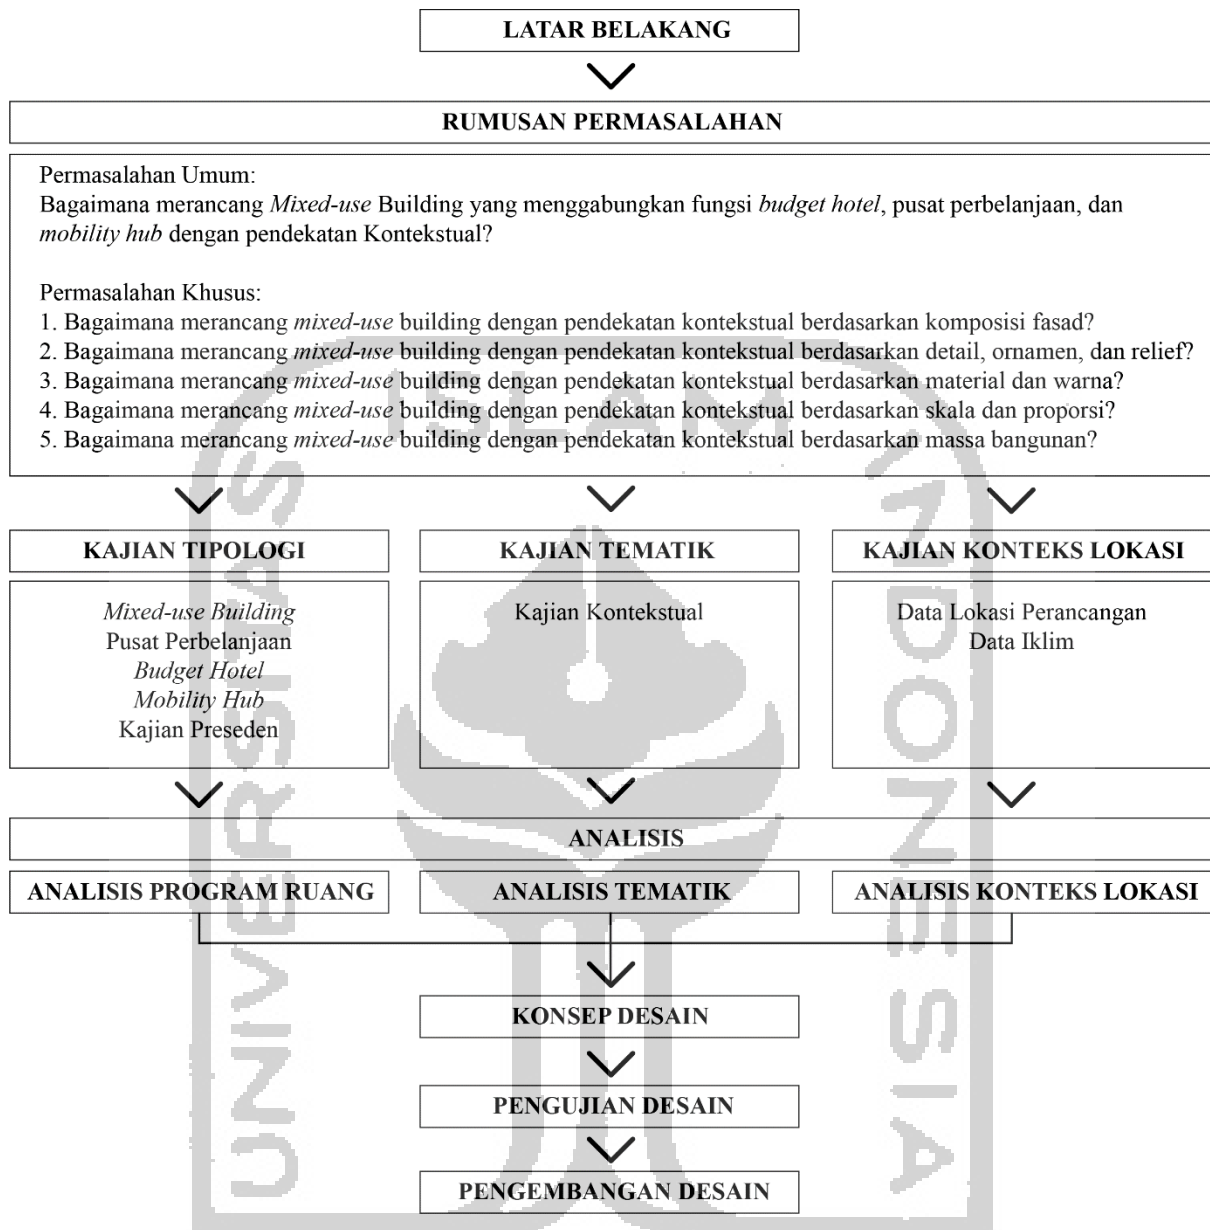 LATAR BELAKANG
RUMUSAN PERMASALAHAN
Permasalahan Umum:
Bagaimana merancang Mixed-use Building yang menggabungkan fungsi budget hotel, pusat perbelanjaan, dan
mobility hub dengan pendekatan Kontekstual?
Permasalahan Khusus:
1. Bagaimana merancang mixed-use building dengan pendekatan kontekstual berdasarkan komposisi fasad?
2. Bagaimana merancang mixed-use building dengan pendekatan kontekstual berdasarkan detail, ornamen, dan relief?
3. Bagaimana merancang mixed-use building dengan pendekatan kontekstual berdasarkan material dan warna?
4. Bagaimana merancang mixed-use building dengan pendekatan kontekstual berdasarkan skala dan proporsi?
5. Bagaimana merancang mixed-use building dengan pendekatan kontekstual berdasarkan massa bangunan?
KAJIAN TIPOLOGI
Mixed-use Building
Pusat Perbelanjaan
Budget Hotel
Mobility Hub
Kajian Preseden
KAJIAN TEMATIK
Kajian Kontekstual
KAJIAN KONTEKS LOKASI
Data Lokasi Perancangan
Data Iklim
ANALISIS
ANALISIS PROGRAM RUANG
ANALISIS TEMATIK
ANALISIS KONTEKS LOKASI
KONSEP DESAIN
PENGUJIAN DESAIN
PENGEMBANGAN DESAIN
UNIVERSITAS
ISLAM
INDONESIA